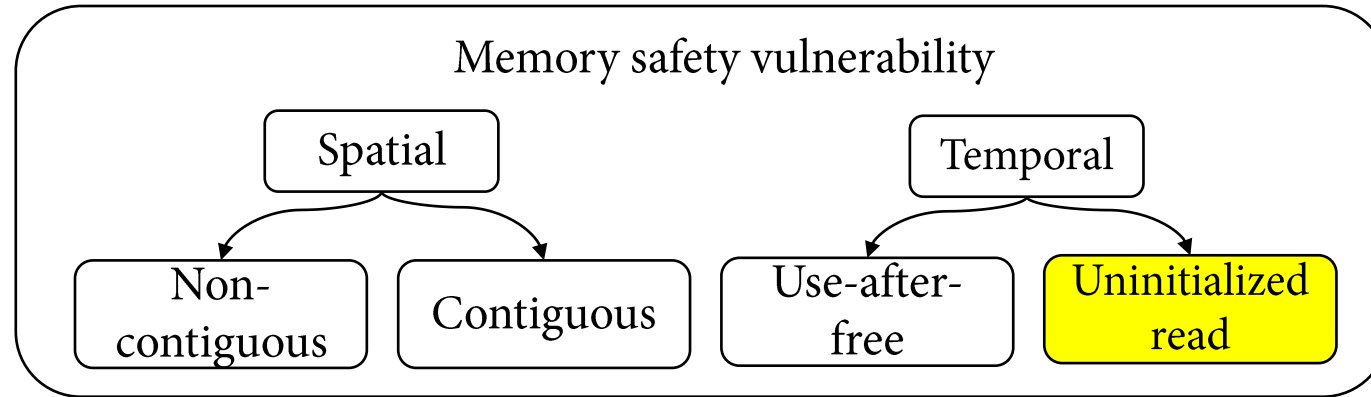 Memory safety vulnerability
Spatial
Temporal
Non-
contiguous
Contiguous
Use-after-
free
Uninitialized
read